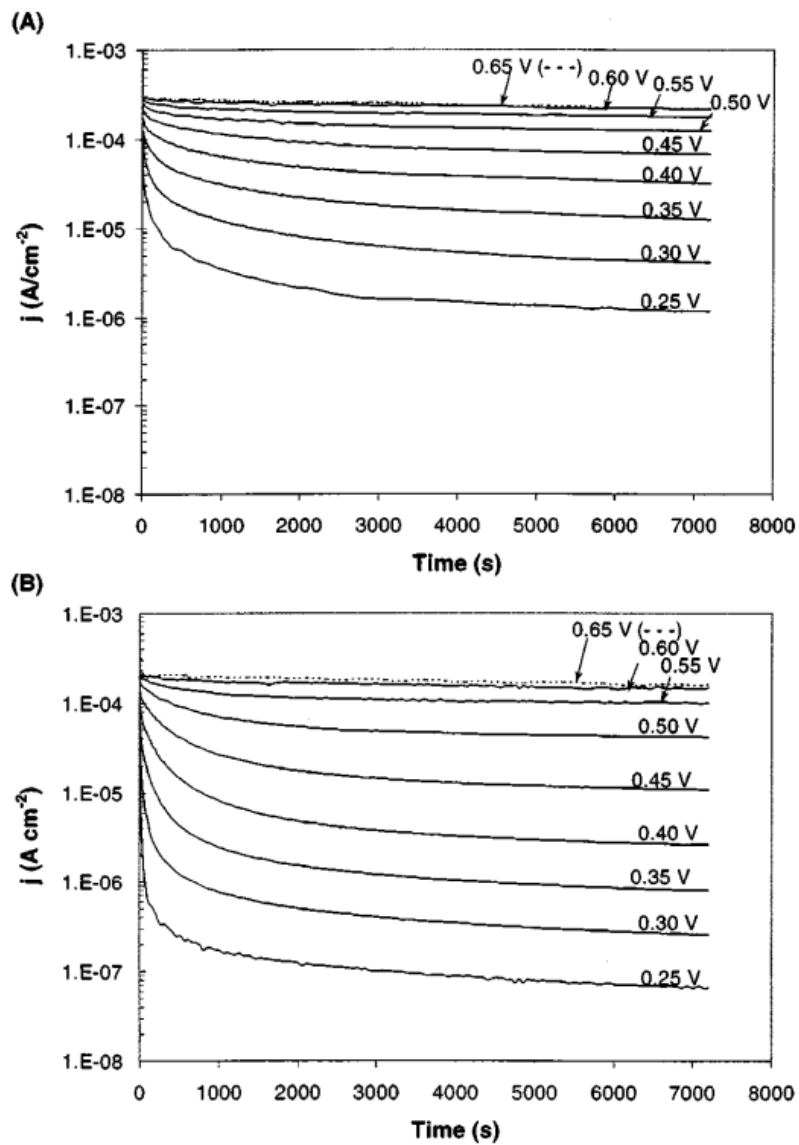 (A)
1.E-03
0.65 V (- - -)
0.60 V
0.55 V
0.50 V
1.E-04
0.45 V
0.40 V
0.35 V
1.E-05
0.30 V
0.25 V
1.E-06
1.E-07
1.E-08
j (A/cm⁻²)
0 1000 2000 3000 4000 5000 6000 7000 8000
Time (s)
(B)
1.E-03
0.65 V (- - -)
0.60 V
0.55 V
1.E-04
0.50 V
0.45 V
1.E-05
0.40 V
0.35 V
1.E-06
0.30 V
0.25 V
1.E-07
1.E-08
j (A cm⁻²)
0 1000 2000 3000 4000 5000 6000 7000 8000
Time (s)